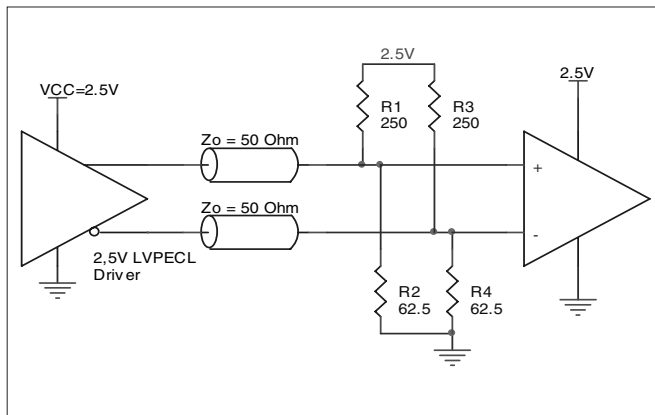 2.5V
VCC=2.5V
2.5V
R1
250
R3
250
Zo = 50 Ohm
+
Zo = 50 Ohm
-
2,5V LVPECL
Driver
R2
62.5
R4
62.5